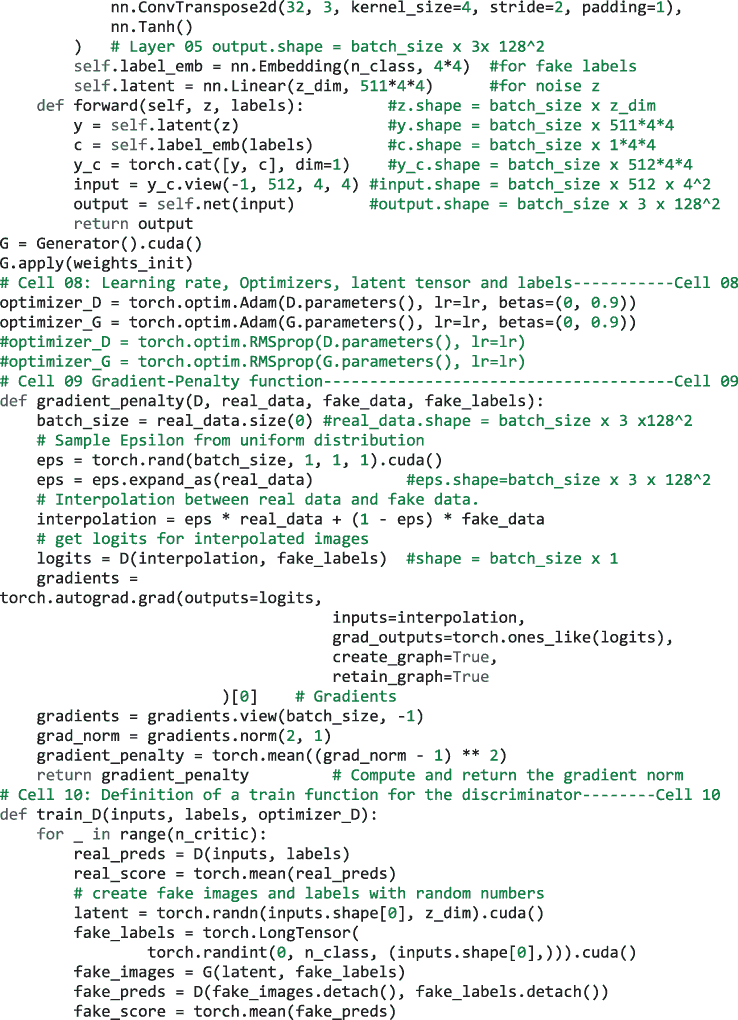 nn.ConvTranspose2d(32, 3, kernel_size=4, stride=2, padding=1),
            nn.Tanh()
        )   # Layer 05 output.shape = batch_size x 3x 128^2
        self.label_emb = nn.Embedding(n_class, 4*4)  #for fake labels
        self.latent = nn.Linear(z_dim, 511*4*4)      #for noise z
    def forward(self, z, labels):         #z.shape = batch_size x z_dim
        y = self.latent(z)                #y.shape = batch_size x 511*4*4
        c = self.label_emb(labels)        #c.shape = batch_size x 1*4*4
        y_c = torch.cat([y, c], dim=1)    #y_c.shape = batch_size x 512*4*4
        input = y_c.view(-1, 512, 4, 4) #input.shape = batch_size x 512 x 4^2
        output = self.net(input)        #output.shape = batch_size x 3 x 128^2
        return output
G = Generator().cuda()
G.apply(weights_init)
# Cell 08: Learning rate, Optimizers, latent tensor and labels-----------Cell 08
optimizer_D = torch.optim.Adam(D.parameters(), lr=lr, betas=(0, 0.9))
optimizer_G = torch.optim.Adam(G.parameters(), lr=lr, betas=(0, 0.9))
#optimizer_D = torch.optim.RMSprop(D.parameters(), lr=lr)
#optimizer_G = torch.optim.RMSprop(G.parameters(), lr=lr)
# Cell 09 Gradient-Penalty function--------------------------------------Cell 09
def gradient_penalty(D, real_data, fake_data, fake_labels):
    batch_size = real_data.size(0) #real_data.shape = batch_size x 3 x128^2
    # Sample Epsilon from uniform distribution
    eps = torch.rand(batch_size, 1, 1, 1).cuda()
    eps = eps.expand_as(real_data)          #eps.shape=batch_size x 3 x 128^2
    # Interpolation between real data and fake data.
    interpolation = eps * real_data + (1 - eps) * fake_data
    # get logits for interpolated images
    logits = D(interpolation, fake_labels)  #shape = batch_size x 1
    gradients =
torch.autograd.grad(outputs=logits,
                                    inputs=interpolation,
                                    grad_outputs=torch.ones_like(logits),
                                    create_graph=True,
                                    retain_graph=True
                        )[0]    # Gradients
    gradients = gradients.view(batch_size, -1)
    grad_norm = gradients.norm(2, 1)
    gradient_penalty = torch.mean((grad_norm - 1) ** 2)
    return gradient_penalty         # Compute and return the gradient norm
# Cell 10: Definition of a train function for the discriminator--------Cell 10
def train_D(inputs, labels, optimizer_D):
    for _ in range(n_critic):
        real_preds = D(inputs, labels)
        real_score = torch.mean(real_preds)
        # create fake images and labels with random numbers
        latent = torch.randn(inputs.shape[0], z_dim).cuda()
        fake_labels = torch.LongTensor(
                torch.randint(0, n_class, (inputs.shape[0],))).cuda()
        fake_images = G(latent, fake_labels)
        fake_preds = D(fake_images.detach(), fake_labels.detach())
        fake_score = torch.mean(fake_preds)